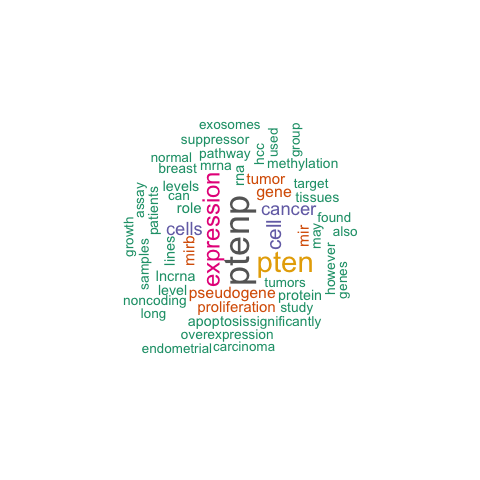 exosomes
suppressor
used
group
normal
pathway
hcc
breast
mrna
rna
methylation
levels
tumor
target
assay
can
gene
tissues
patients
role
expression
ptenp
cancer
found
growth
cells
cell
mir
may
also
samples
lines
mirb
pten
however
genes
lncrna
tumors
level
pseudogene
protein
noncoding
proliferation
study
long
apoptosis
significantly
overexpression
endometrial
carcinoma